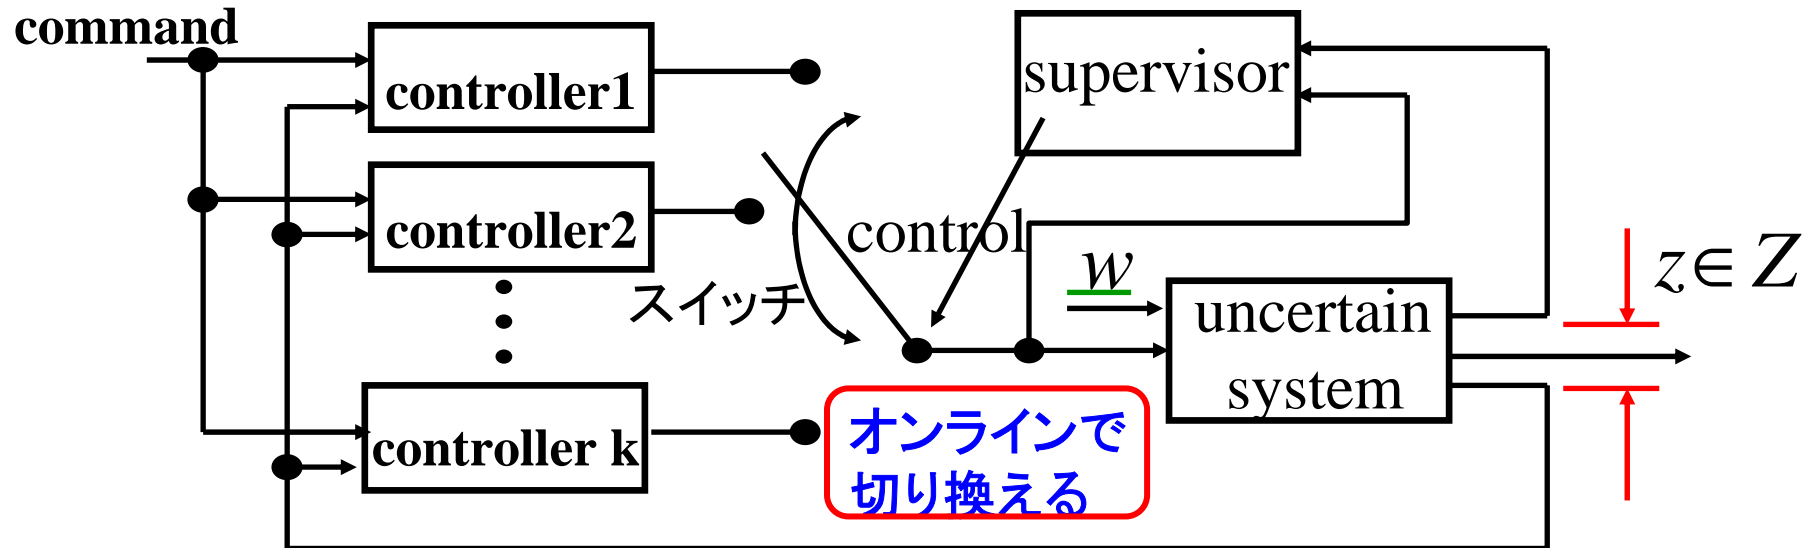 command
controller1
supervisor
controller2
control
スイッチ
w
z∈Z
uncertain
system
controller k
オンラインで
切り換える